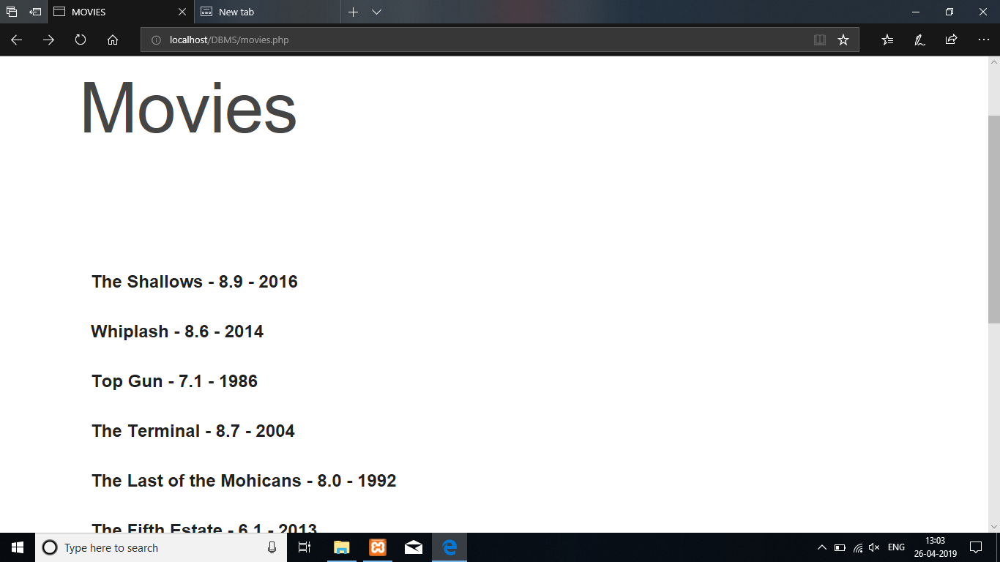 MOVIES
New tab
localhost/DBMS/movies.php
Movies
The Shallows - 8.9 - 2016
Whiplash - 8.6 - 2014
Top Gun - 7.1 - 1986
The Terminal - 8.7 - 2004
The Last of the Mohicans - 8.0 - 1992
The Fifth Estate - 6.1 - 2013
Type here to search
ENG
13:03
26-04-2019